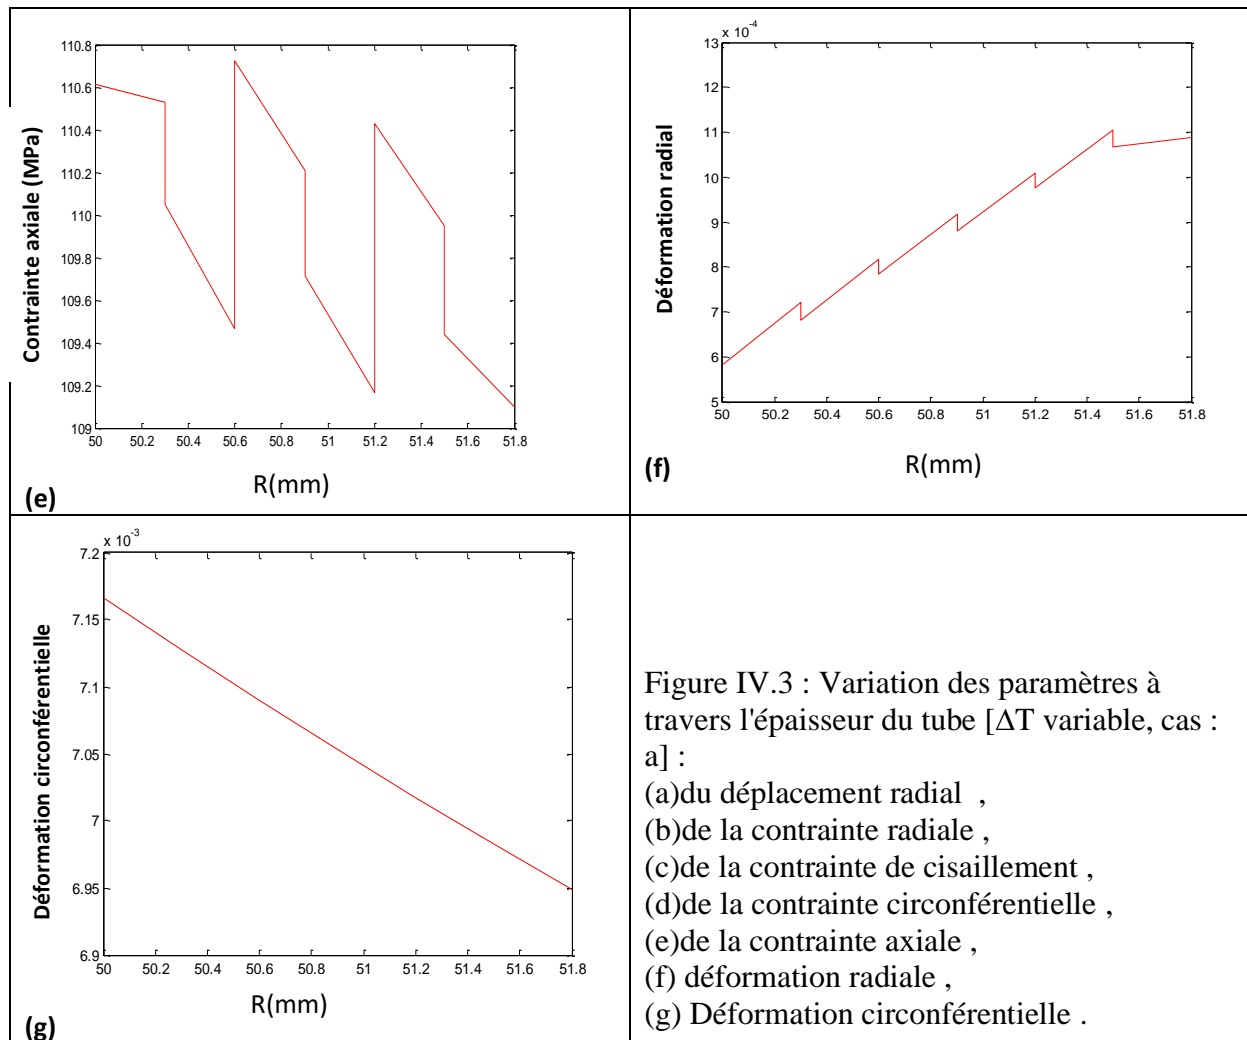 110.8
110.6
110.4
110.2
110
109.8
109.6
109.4
109.2
109
50 50.2 50.4 50.6 50.8 51 51.2 51.4 51.6 51.8
Contrainte axiale (MPa)
R(mm)
(e)
x 10^-4
13
12
11
10
9
8
7
6
5
50 50.2 50.4 50.6 50.8 51 51.2 51.4 51.6 51.8
Déformation radial
R(mm)
(f)
x 10^-3
7.2
7.15
7.1
7.05
7
6.95
6.9
50 50.2 50.4 50.6 50.8 51 51.2 51.4 51.6 51.8
Déformation circonférentielle
R(mm)
(g)
Figure IV.3 : Variation des paramètres à
travers l'épaisseur du tube [ΔT variable, cas :
a] :
(a)du déplacement radial ,
(b)de la contrainte radiale ,
(c)de la contrainte de cisaillement ,
(d)de la contrainte circonférentielle ,
(e)de la contrainte axiale ,
(f) déformation radiale ,
(g) Déformation circonférentielle .